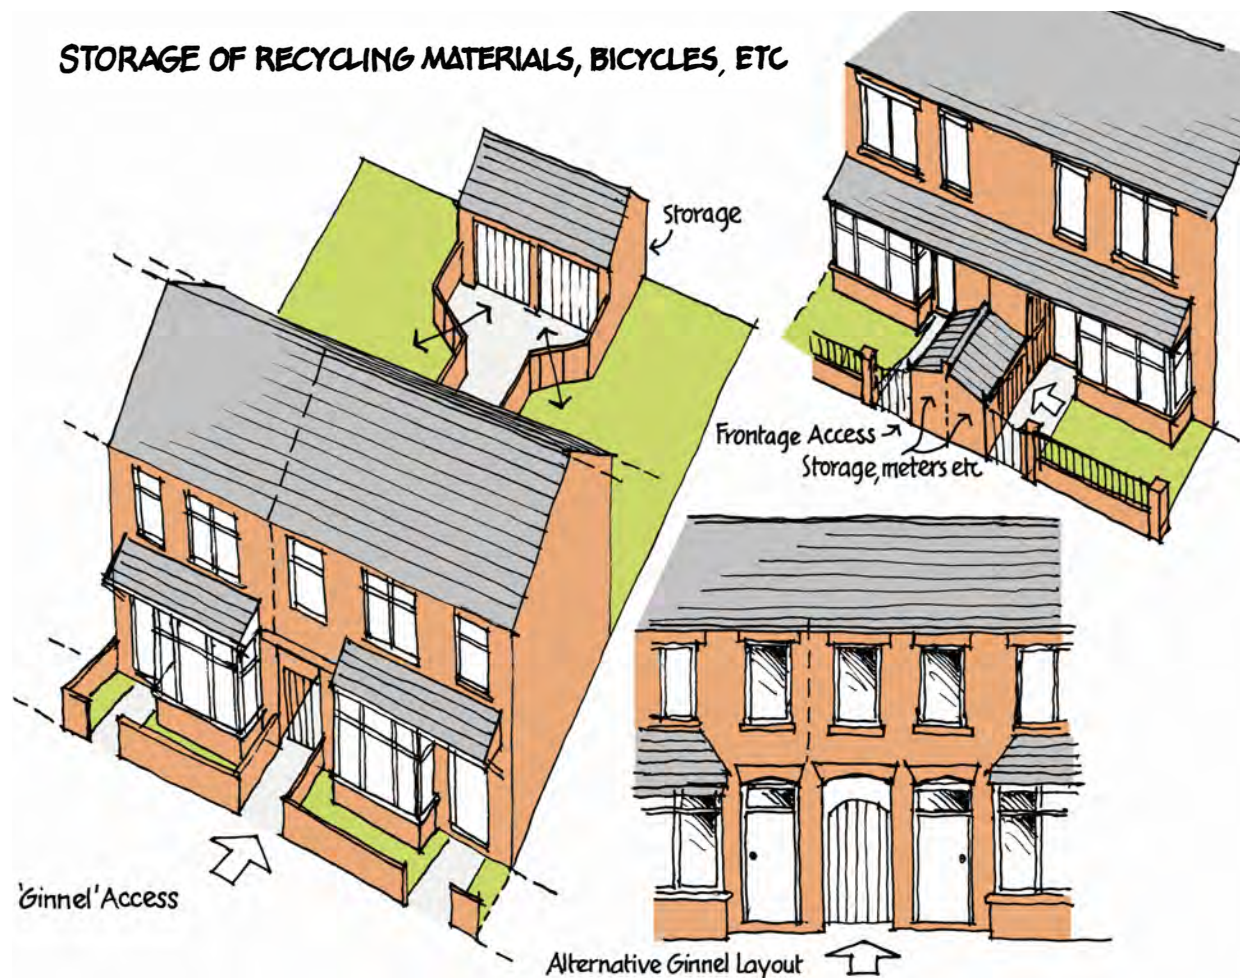 STORAGE OF RECYCLING MATERIALS, BICYCLES, ETC
Storage
Frontage Access
Storage, meters etc
'Ginnel' Access
Alternative Ginnel Layout